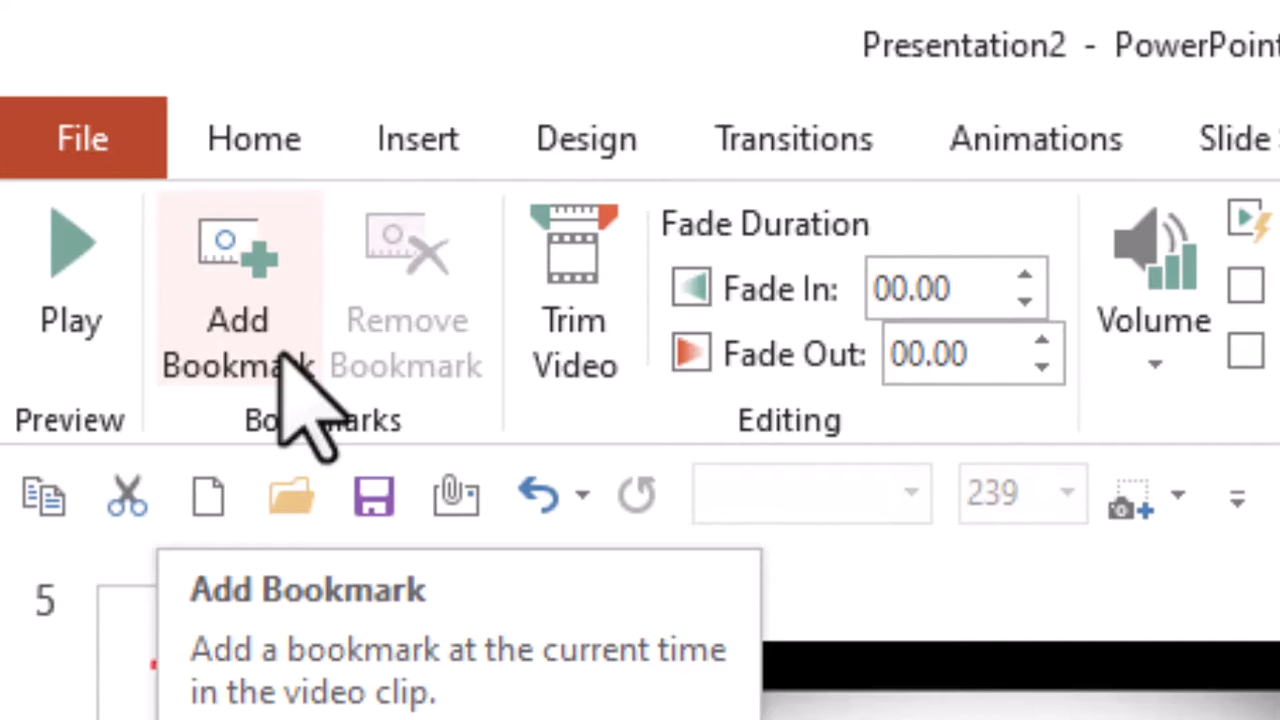 Presentation2 - PowerPoint
File Home Insert Design Transitions Animations Slide
Play
Add
Bookmark
Remove
Bookmark
Trim
Video
Fade Duration
Fade In: 00.00
Fade Out: 00.00
Volume
Preview
Bookmarks
Editing
239
5
Add Bookmark
Add a bookmark at the current time
in the video clip.